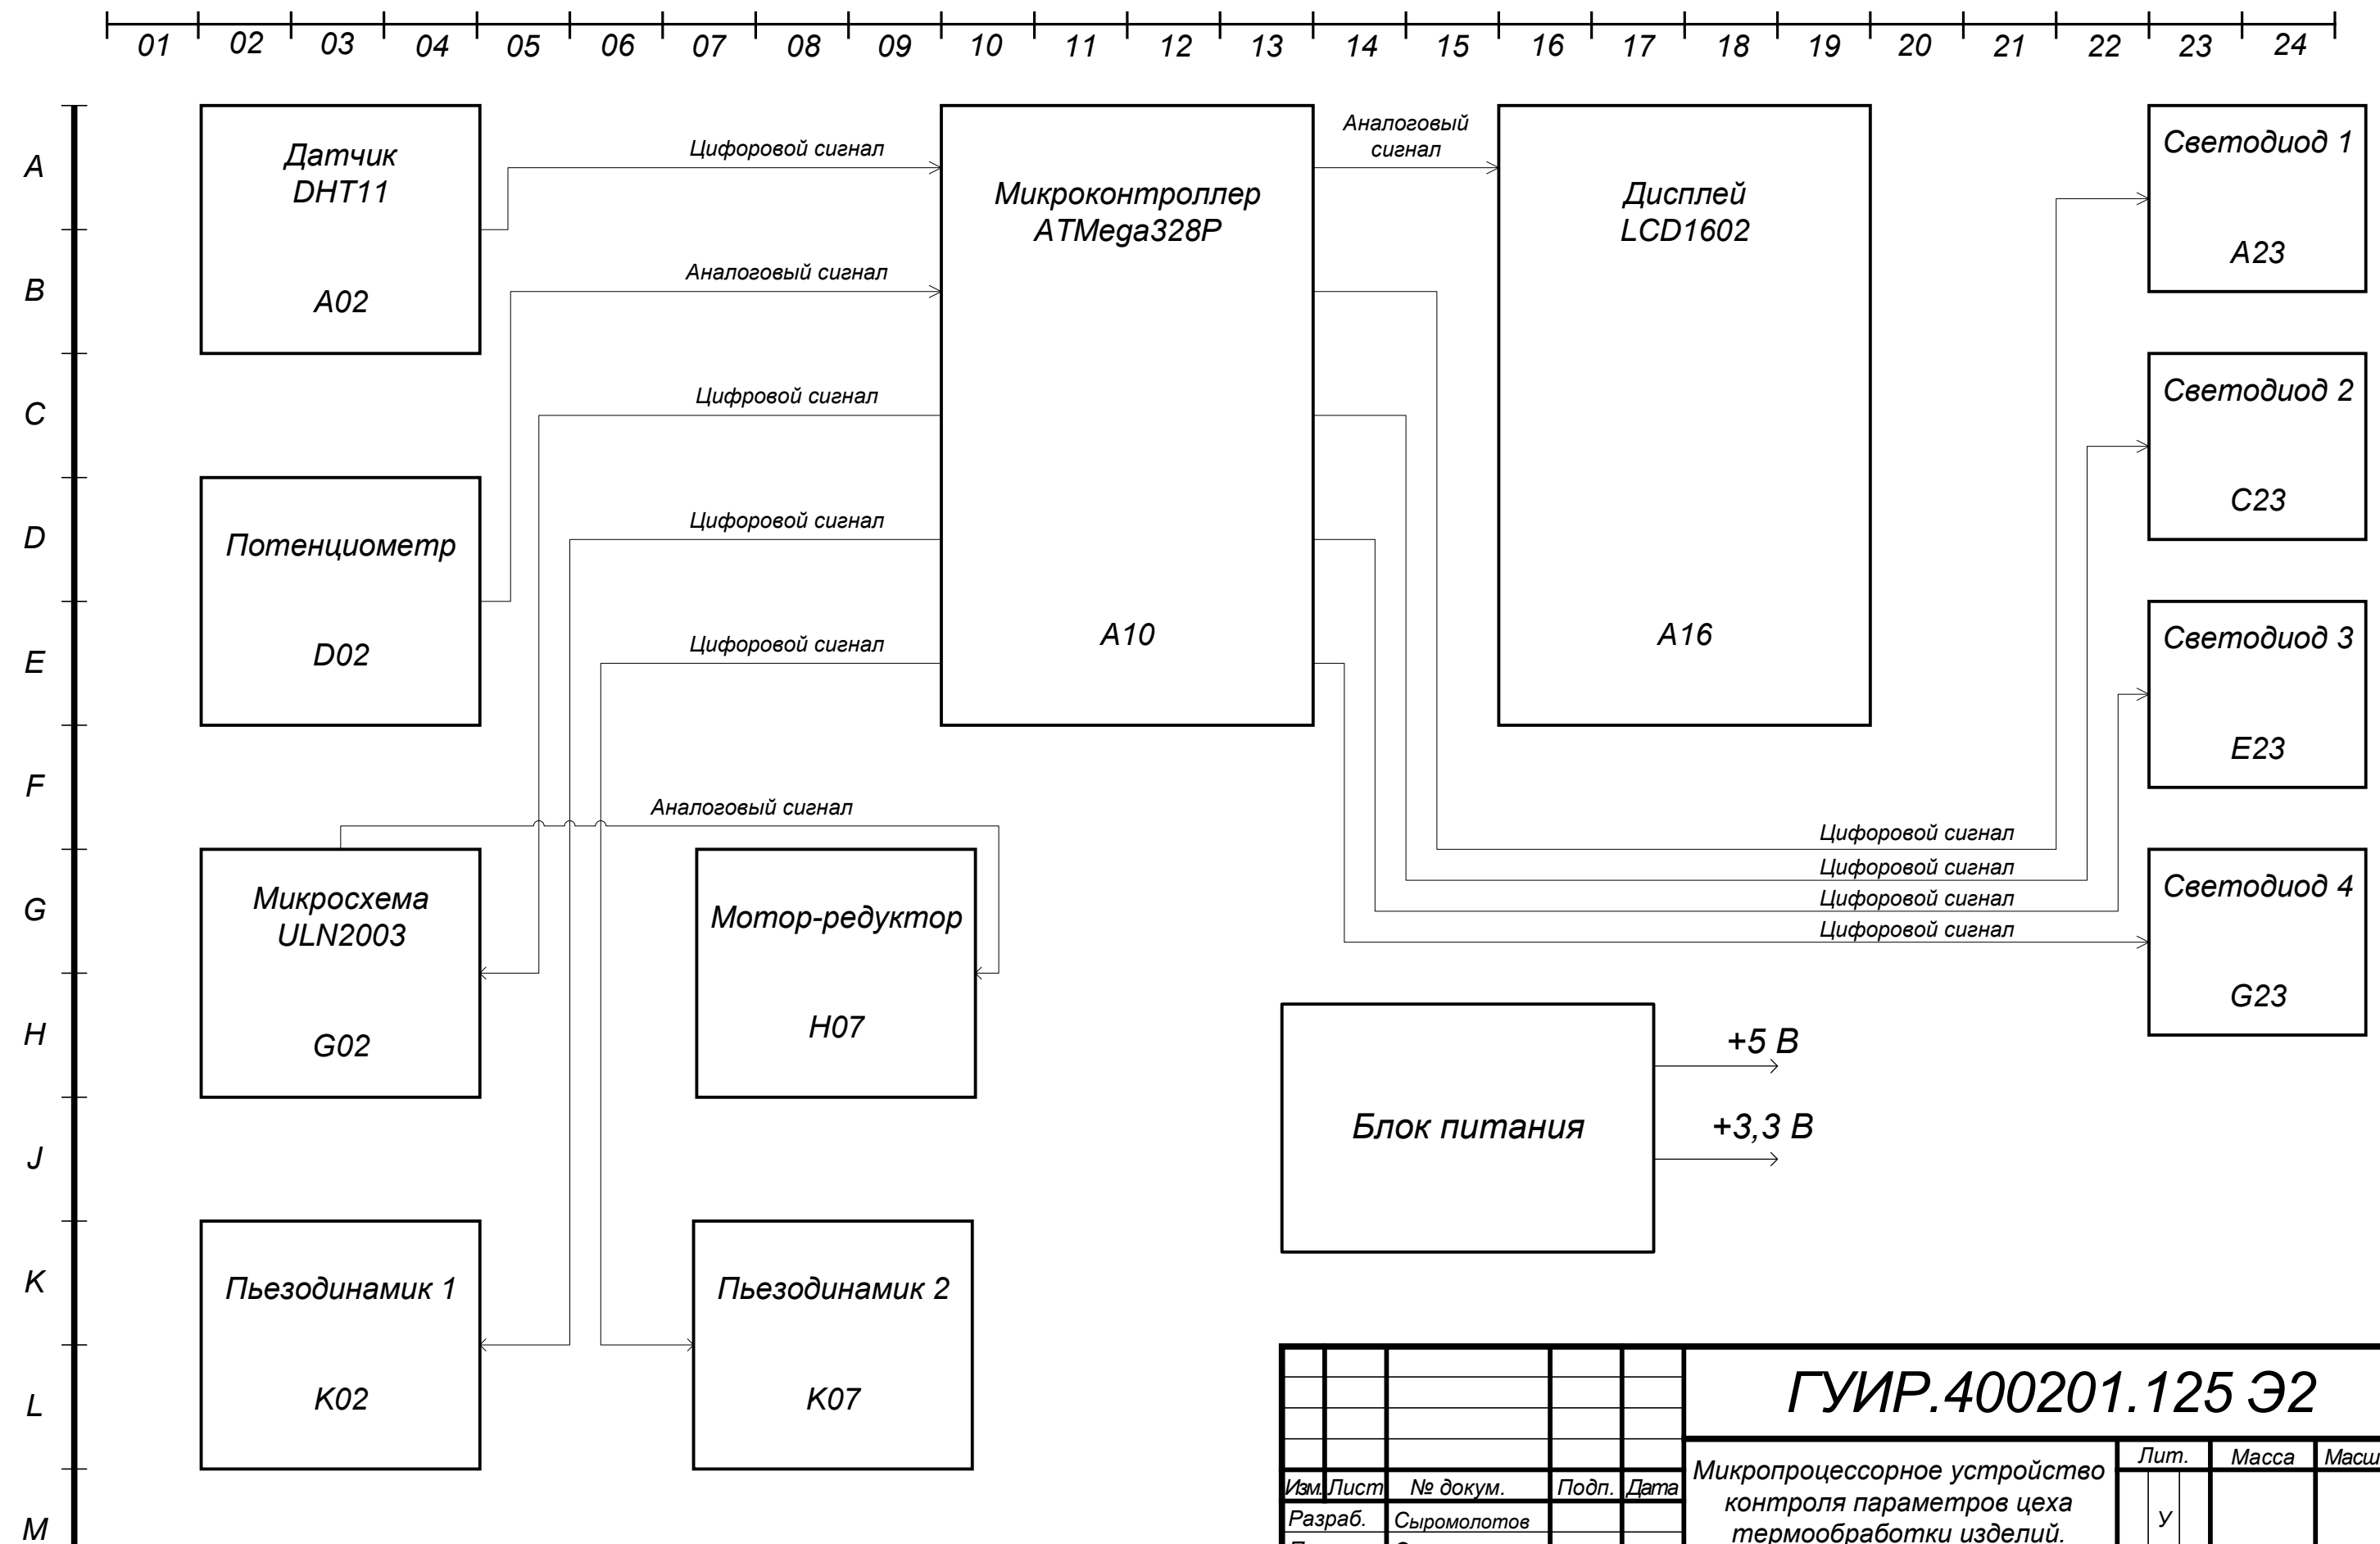 01 02 03 04 05 06 07 08 09 10 11 12 13 14 15 16 17 18 19 20 21 22 23 24
A
B
C
D
E
F
G
H
J
K
L
M
Датчик
DHT11
A02
Цифоровой сигнал
Аналоговый сигнал
Цифровой сигнал
Цифоровой сигнал
Цифоровой сигнал
Потенциометр
D02
Микроконтроллер
ATMega328P
A10
Аналоговый
сигнал
Дисплей
LCD1602
A16
Светодиод 1
A23
Светодиод 2
C23
Светодиод 3
E23
Светодиод 4
G23
Аналоговый сигнал
Цифоровой сигнал
Цифоровой сигнал
Цифоровой сигнал
Цифоровой сигнал
Микросхема
ULN2003
G02
Мотор-редуктор
H07
Блок питания
+5 В
+3,3 В
Пьезодинамик 1
K02
Пьезодинамик 2
K07
ГУИР.400201.125 Э2
Изм. Лист № докум. Подп. Дата
Разраб. Сыромолотов
Микропроцессорное устройство
контроля параметров цеха
термообработки изделий.
Лит. Масса Масш
У